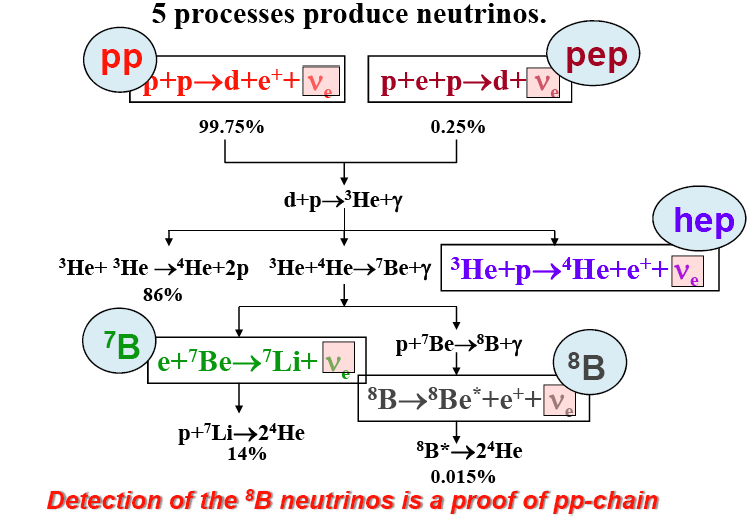 5 processes produce neutrinos.
pp
pep
p+p→d+e⁺+ νₑ
p+e+p→d+ νₑ
99.75%
0.25%
d+p→³He+γ
hep
³He+ ³He →⁴He+2p
³He+⁴He→⁷Be+γ
³He+p→⁴He+e⁺+ νₑ
86%
⁷B
e+⁷Be→⁷Li+ νₑ
p+⁷Be→⁸B+γ
⁸B
⁸B→⁸Be*+e⁺+ νₑ
p+⁷Li→2⁴He
14%
⁸B*→2⁴He
0.015%
Detection of the ⁸B neutrinos is a proof of pp-chain